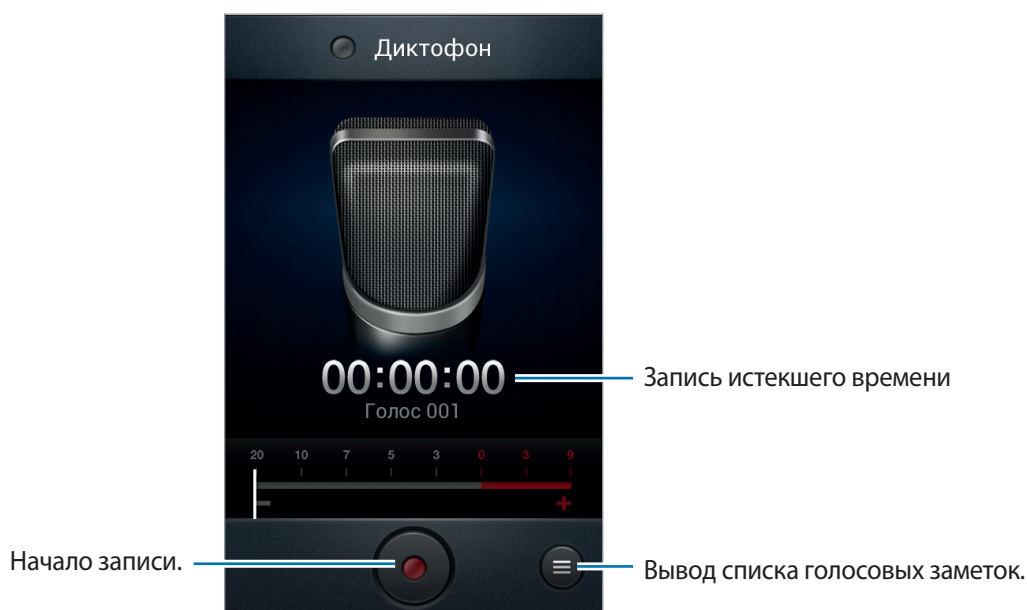 Диктофон
00:00:00
Запись истекшего времени
Голос 001
20 10 7 5 3 0 3 9
Начало записи.
Вывод списка голосовых заметок.